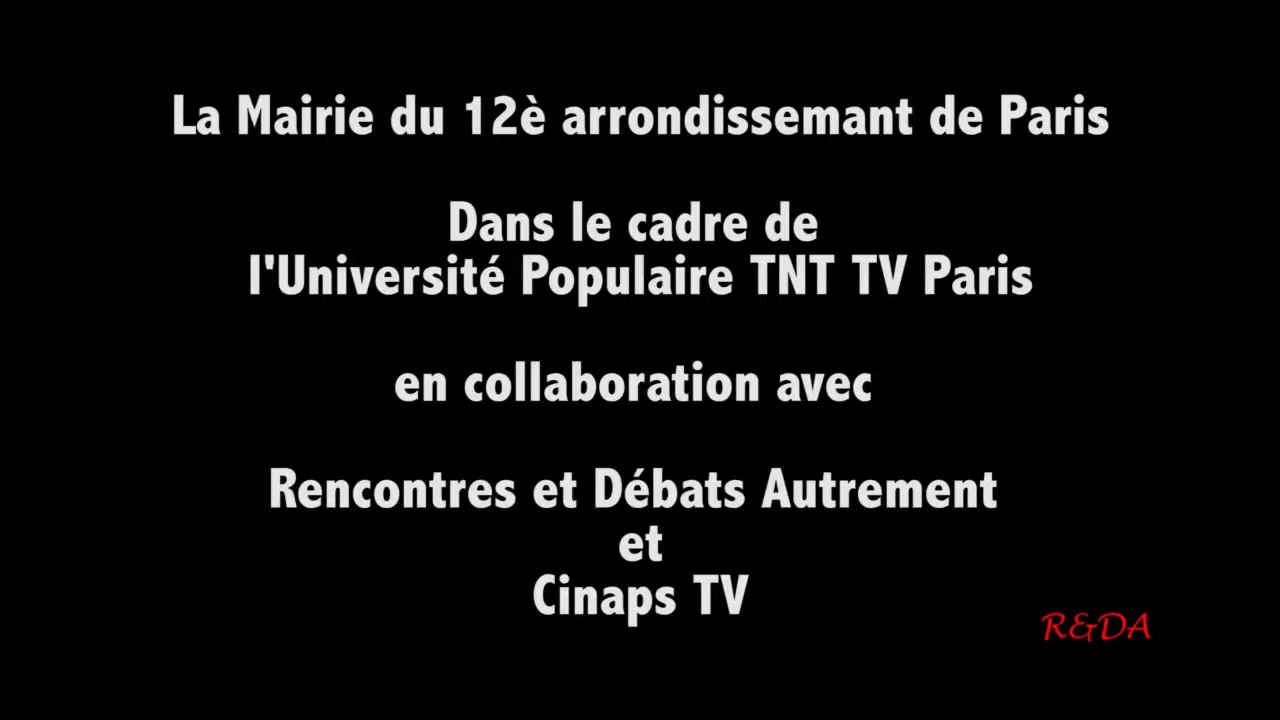 La Mairie du 12è arrondissemant de Paris
Dans le cadre de
l'Université Populaire TNT TV Paris
en collaboration avec
Rencontres et Débats Autrement
et
Cinaps TV
R&DA